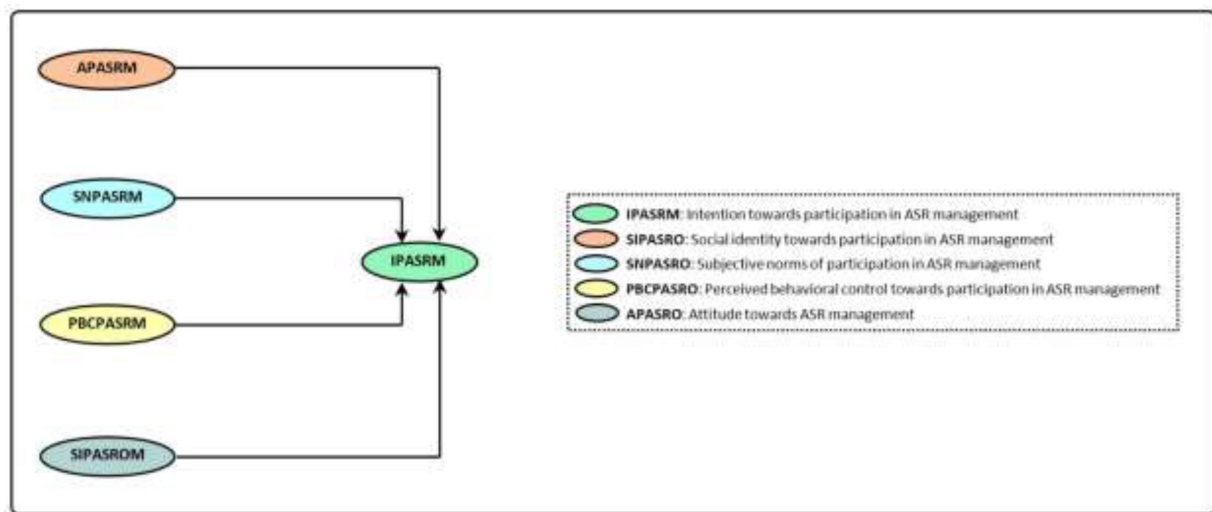 APASRM
SNPASRM
IPASRM
PBCPASRM
SIPASROM
IPASRM: Intention towards participation in ASR management
SIPASRO: Social identity towards participation in ASR management
SNPASRO: Subjective norms of participation in ASR management
PBCPASRO: Perceived behavioral control towards participation in ASR management
APASRO: Attitude towards ASR management